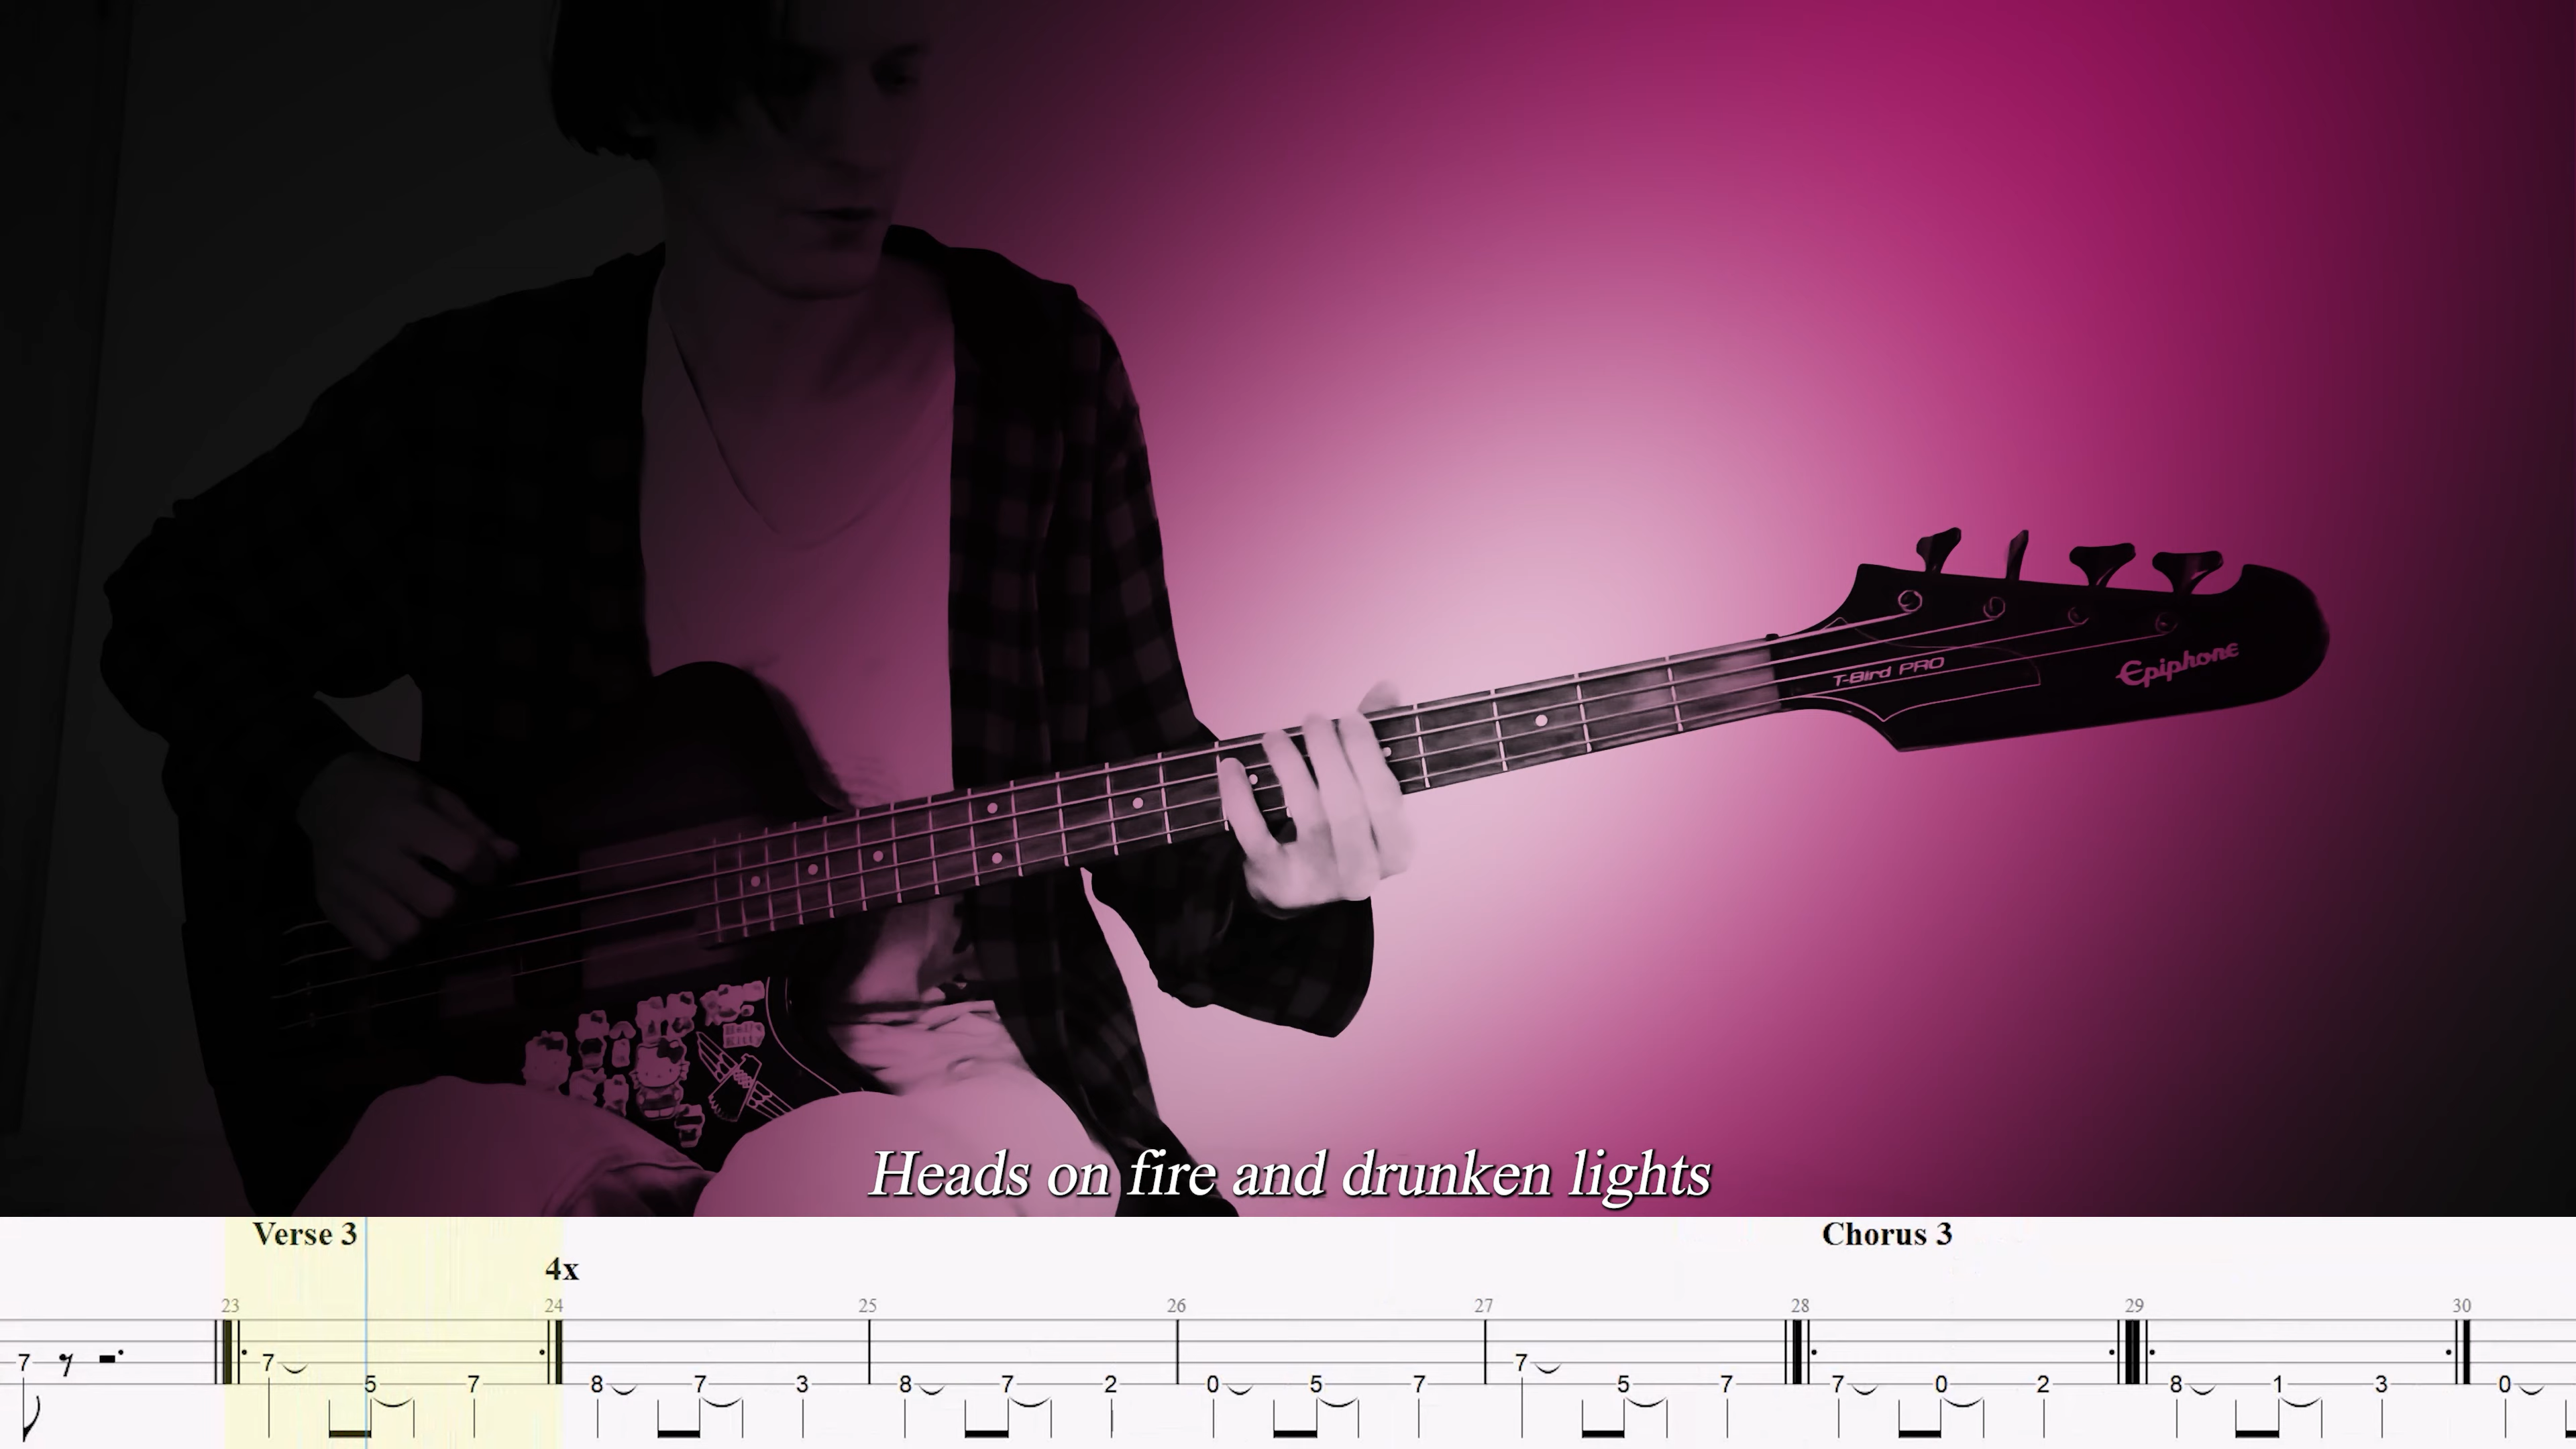 T-Bird PRO
Epiphone
Hello Kitty
Heads on fire and drunken lights
Verse 3
Chorus 3
4x
23 24 25 26 27 28 29 30
7 7 7 
5 7 8 7 3 8 7 2 0 5 7 5 7 7 0 2 8 1 3 0